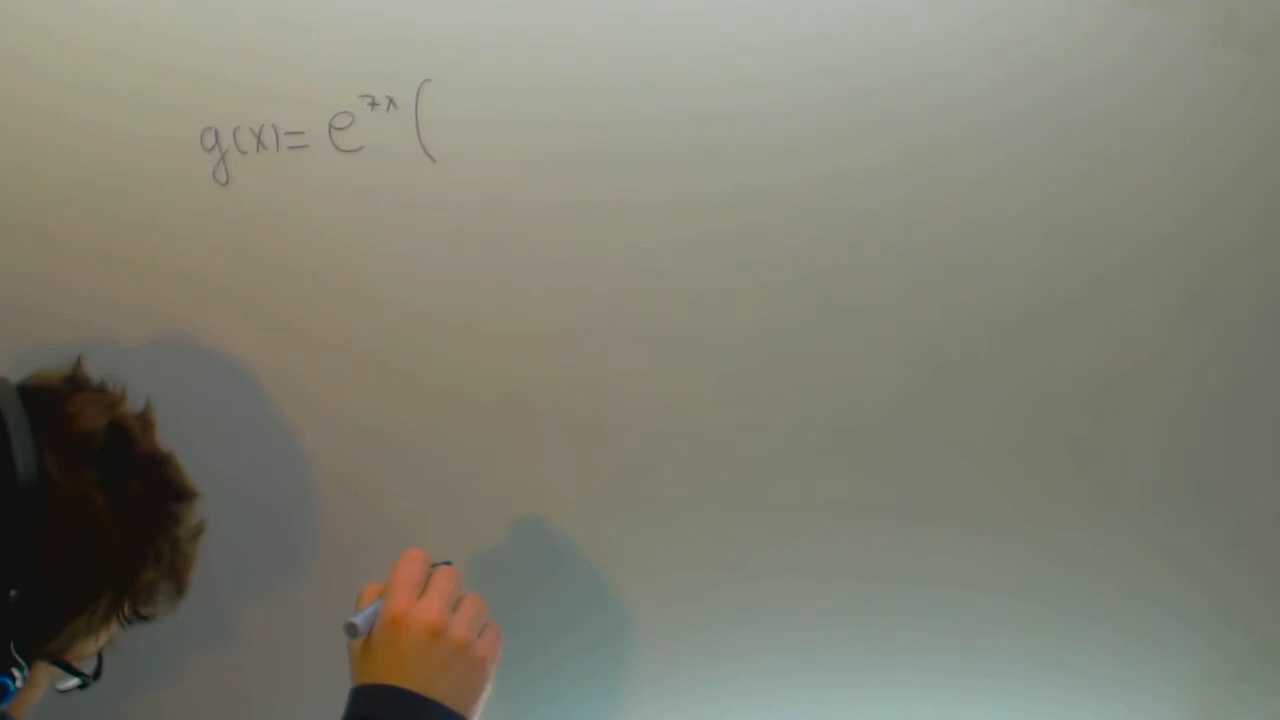 g(x) = e^{7x} (